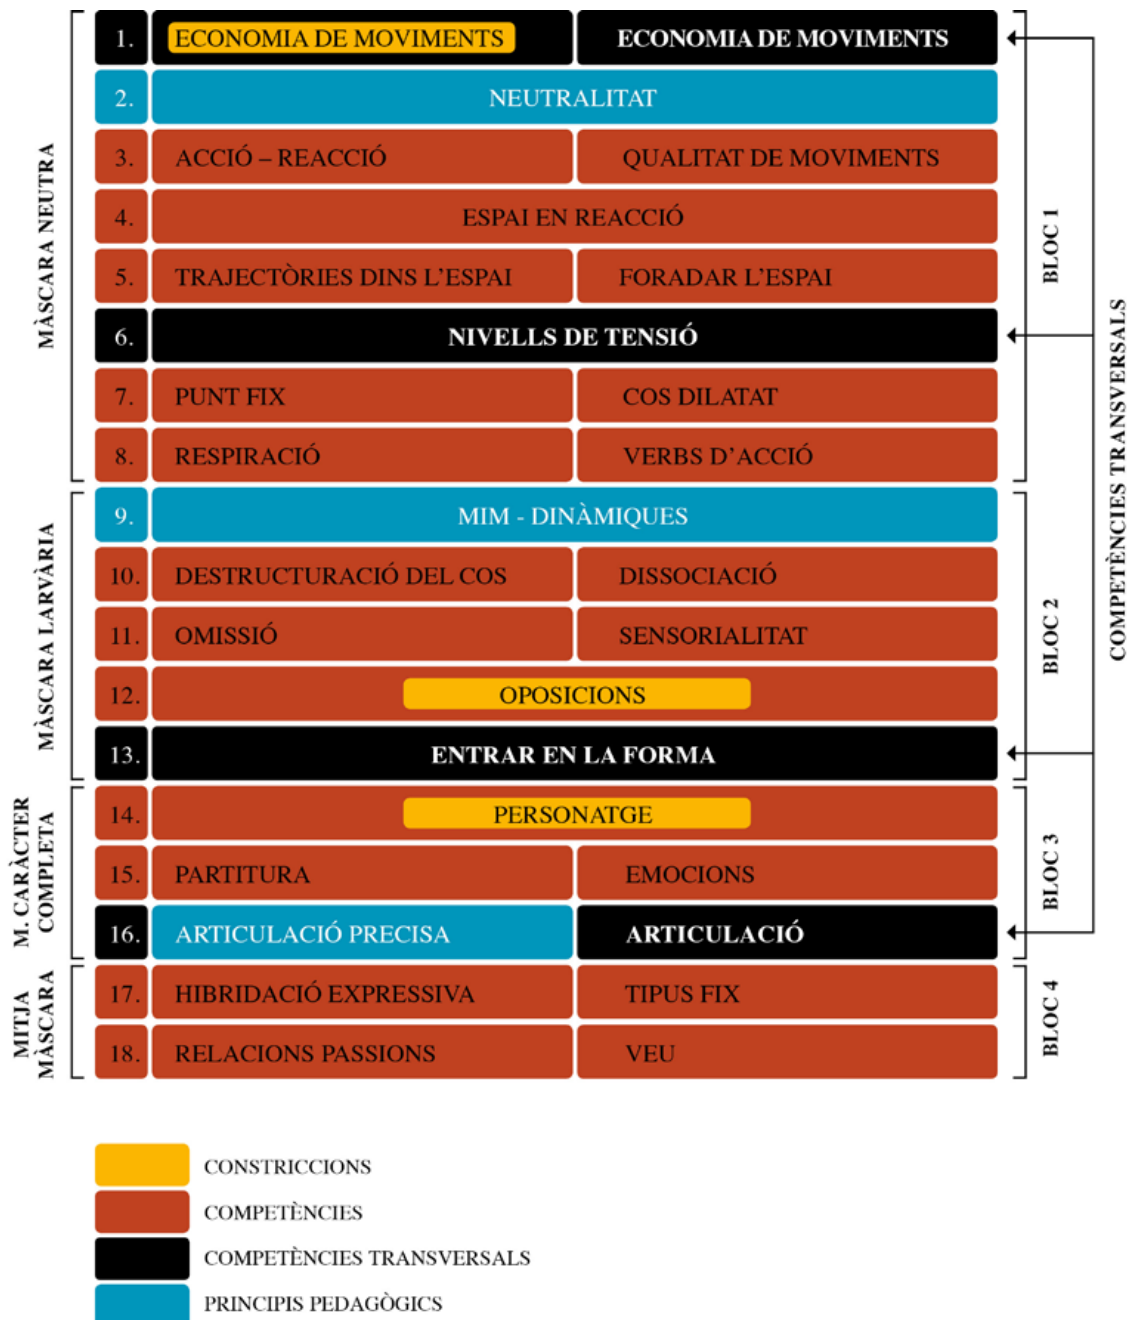 MÀSCARA NEUTRA
1. ECONOMIA DE MOVIMENTS ECONOMIA DE MOVIMENTS
2. NEUTRALITAT
3. ACCIÓ – REACCIÓ QUALITAT DE MOVIMENTS
4. ESPAI EN REACCIÓ
5. TRAJECTÒRIES DINS L’ESPAI FORADAR L’ESPAI
6. NIVELLS DE TENSIÓ
7. PUNT FIX COS DILATAT
8. RESPIRACIÓ VERBS D’ACCIÓ
BLOC 1
MÀSCARA LARVÀRIA
9. MIM - DINÀMIQUES
10. DESTRUCTURACIÓ DEL COS DISSOCIACIÓ
11. OMISSIÓ SENSORIALITAT
12. OPOSICIONS
13. ENTRAR EN LA FORMA
BLOC 2
M. CARÀCTER
COMPLETA
14. PERSONATGE
15. PARTITURA EMOCIONS
16. ARTICULACIÓ PRECISA ARTICULACIÓ
BLOC 3
MITJA
MÀSCARA
17. HIBRIDACIÓ EXPRESSIVA TIPUS FIX
18. RELACIONS PASSIONS VEU
BLOC 4
COMPETÈNCIES TRANSVERSALS
CONSTRICCIONS
COMPETÈNCIES
COMPETÈNCIES TRANSVERSALS
PRINCIPIS PEDAGÒGICS